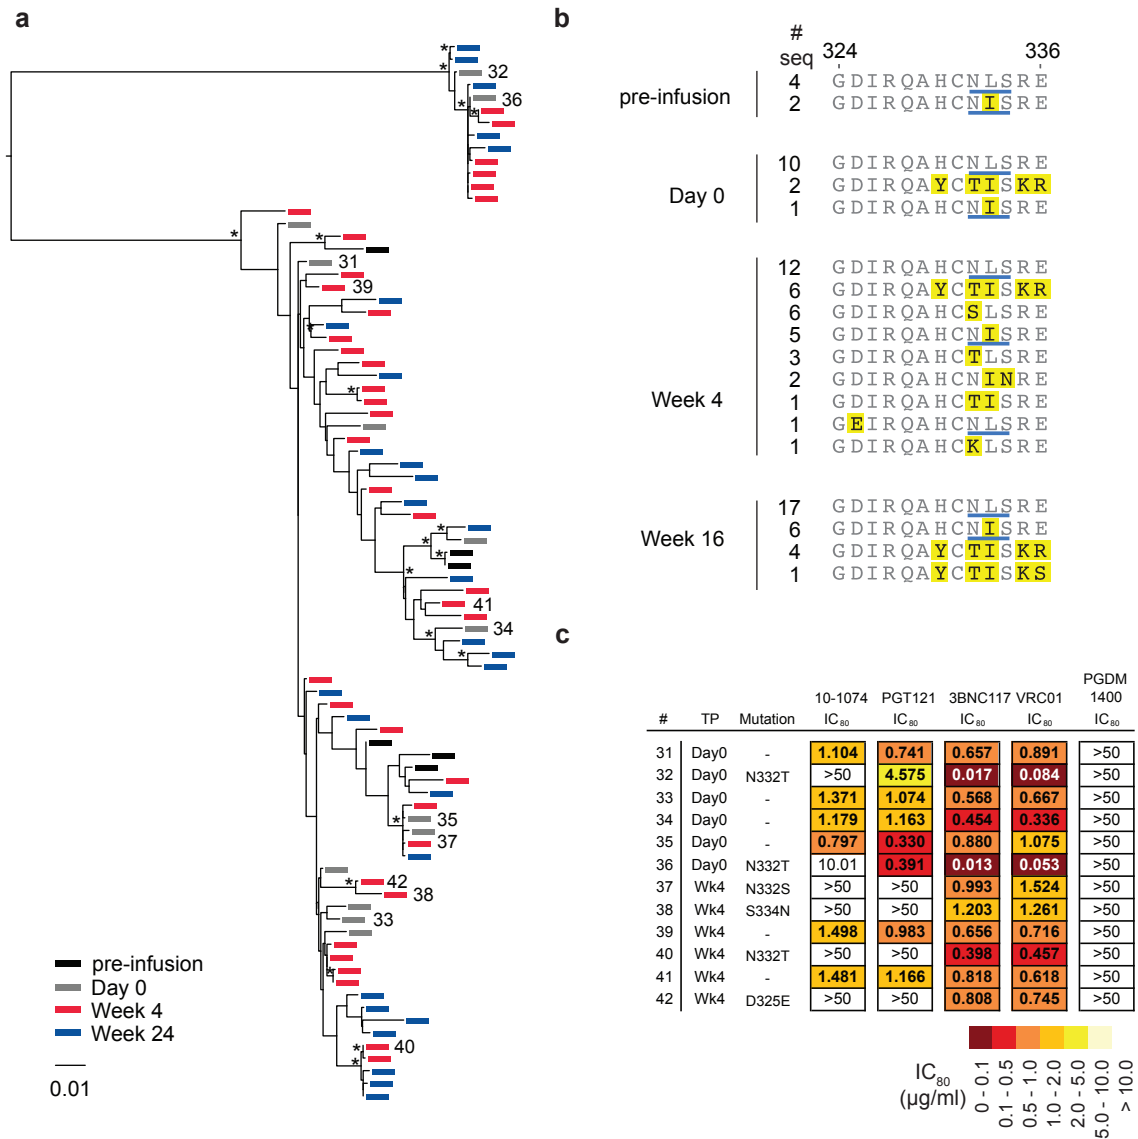 a
*
*
32
*
36
*
*
*
31
39
*
*
*
*
*
41
*
34
*
*
35
37
*
42
38
33
*
*
40
*
pre-infusion
Day 0
Week 4
Week 24
0.01
b
#
seq
324
336
pre-infusion
4 GDIRQAHCNLSRE
2 GDIRQAHCNISRE
Day 0
10 GDIRQAHCNLSRE
2 GDIRQAYCTISKR
1 GDIRQAHCNISRE
Week 4
12 GDIRQAHCNLSRE
6 GDIRQAYCTISKR
6 GDIRQAHCSLSRE
5 GDIRQAHCNISRE
3 GDIRQAHCTLSRE
2 GDIRQAHCNINRE
1 GDIRQAHCTISRE
1 GEIRQAHCNLSRE
1 GDIRQAHCKLSRE
Week 16
17 GDIRQAHCNLSRE
6 GDIRQAHCNISRE
4 GDIRQAYCTISKR
1 GDIRQAYCTISKS
c
10-1074 PGT121 3BNC117 VRC01 PGDM 1400
# TP Mutation IC80 IC80 IC80 IC80 IC80
31 Day0 - 1.104 0.741 0.657 0.891 >50
32 Day0 N332T >50 4.575 0.017 0.084 >50
33 Day0 - 1.371 1.074 0.568 0.667 >50
34 Day0 - 1.179 1.163 0.454 0.336 >50
35 Day0 - 0.797 0.330 0.880 1.075 >50
36 Day0 N332T 10.01 0.391 0.013 0.053 >50
37 Wk4 N332S >50 >50 0.993 1.524 >50
38 Wk4 S334N >50 >50 1.203 1.261 >50
39 Wk4 - 1.498 0.983 0.656 0.716 >50
40 Wk4 N332T >50 >50 0.398 0.457 >50
41 Wk4 - 1.481 1.166 0.818 0.618 >50
42 Wk4 D325E >50 >50 0.808 0.745 >50
IC80
(µg/ml)
0 - 0.1
0.1 - 0.5
0.5 - 1.0
1.0 - 2.0
2.0 - 5.0
5.0 - 10.0
> 10.0